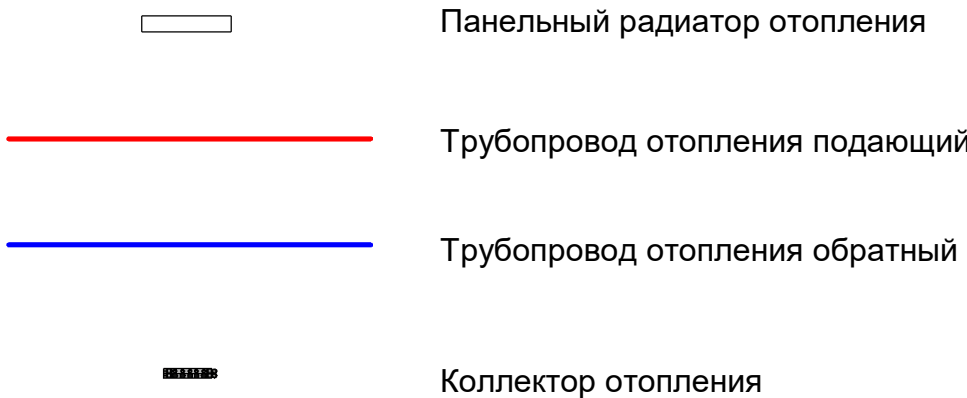 Панельный радиатор отопления
Трубопровод отопления подающий
Трубопровод отопления обратный
Коллектор отопления